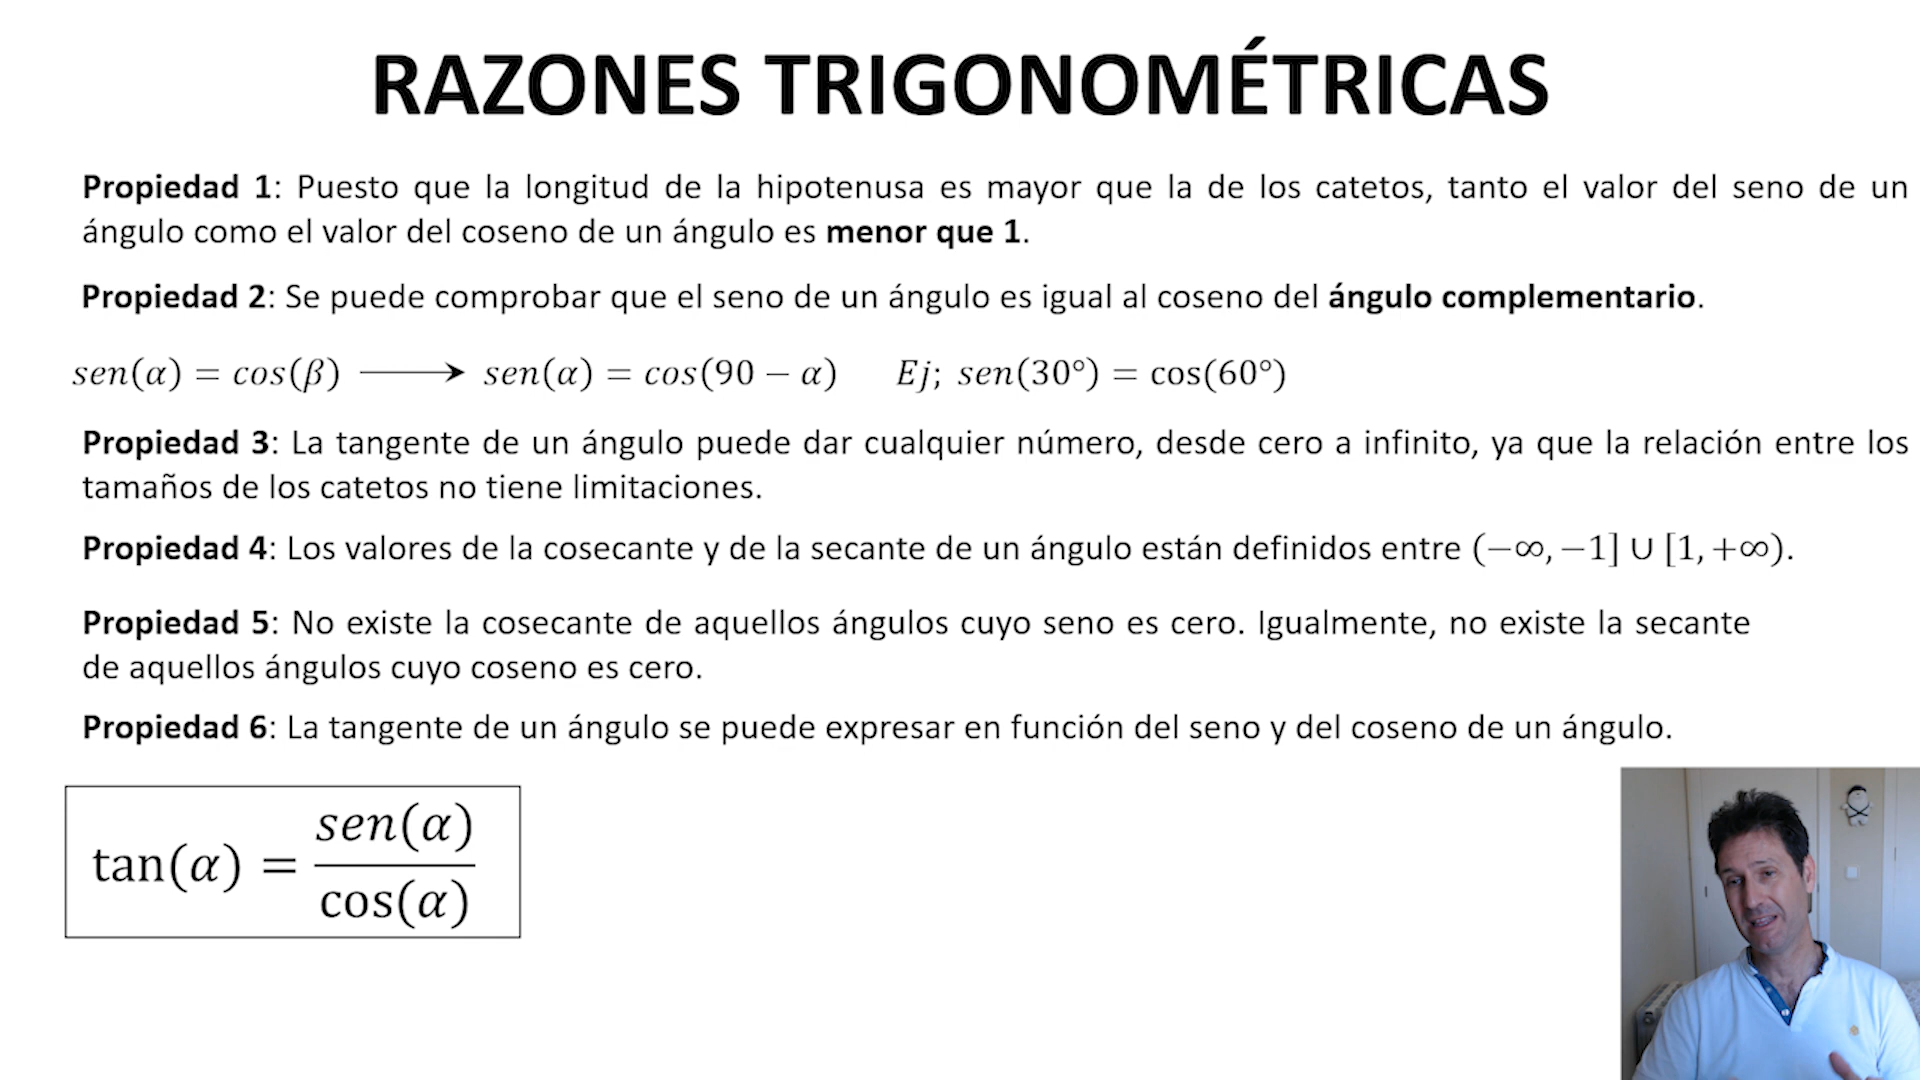 RAZONES TRIGONOMÉTRICAS
Propiedad 1: Puesto que la longitud de la hipotenusa es mayor que la de los catetos, tanto el valor del seno de un
ángulo como el valor del coseno de un ángulo es menor que 1.
Propiedad 2: Se puede comprobar que el seno de un ángulo es igual al coseno del ángulo complementario.
sen(α) = cos(β) ⟶ sen(α) = cos(90 − α) Ej; sen(30°) = cos(60°)
Propiedad 3: La tangente de un ángulo puede dar cualquier número, desde cero a infinito, ya que la relación entre los
tamaños de los catetos no tiene limitaciones.
Propiedad 4: Los valores de la cosecante y de la secante de un ángulo están definidos entre (−∞, −1] ∪ [1, +∞).
Propiedad 5: No existe la cosecante de aquellos ángulos cuyo seno es cero. Igualmente, no existe la secante
de aquellos ángulos cuyo coseno es cero.
Propiedad 6: La tangente de un ángulo se puede expresar en función del seno y del coseno de un ángulo.
tan(α) = sen(α) / cos(α)